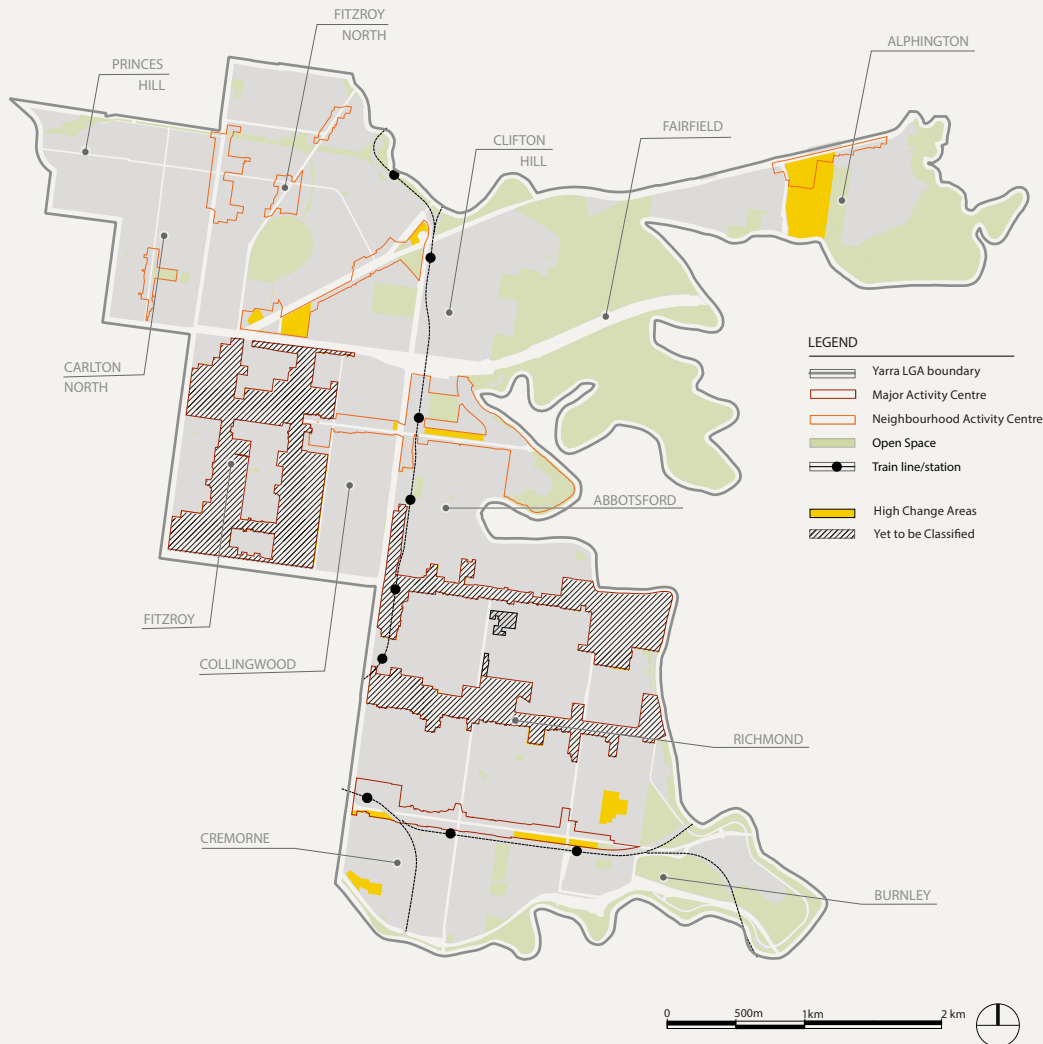 FITZROY
NORTH
PRINCES
HILL
ALPHINGTON
FAIRFIELD
CLIFTON
HILL
CARLTON
NORTH
LEGEND
Yarra LGA boundary
Major Activity Centre
Neighbourhood Activity Centre
Open Space
Train line/station
High Change Areas
Yet to be Classified
ABBOTSFORD
FITZROY
COLLINGWOOD
RICHMOND
CREMORNE
BURNLEY
0 500m 1km 2 km